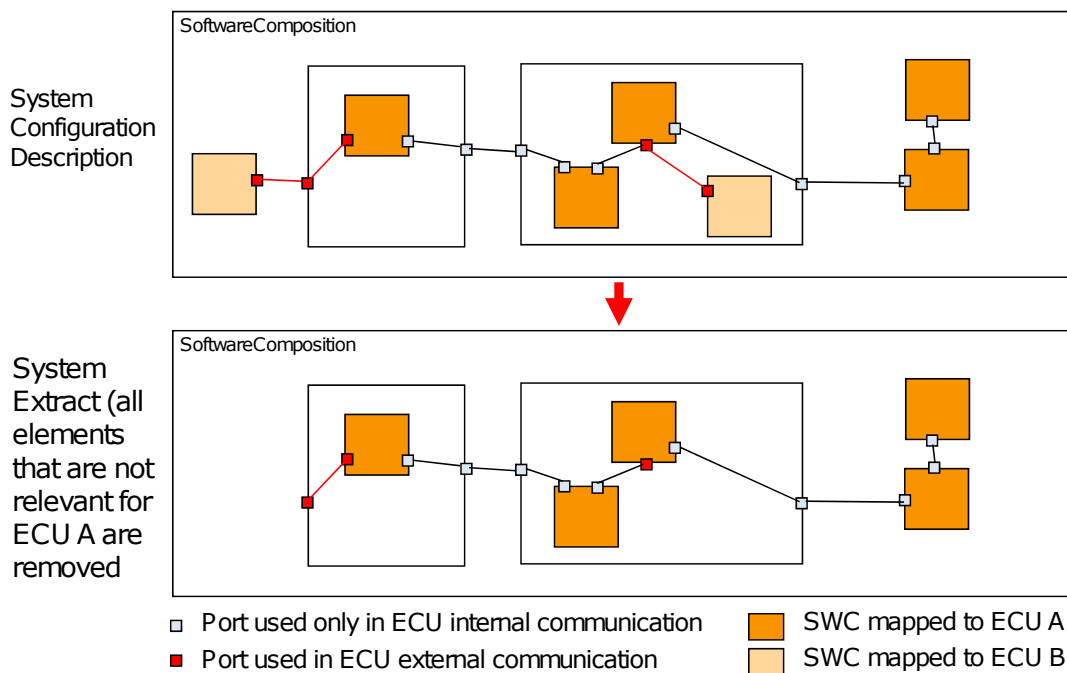 SoftwareComposition
System
Configuration
Description
SoftwareComposition
System
Extract (all
elements
that are not
relevant for
ECU A are
removed
Port used only in ECU internal communication
SWC mapped to ECU A
Port used in ECU external communication
SWC mapped to ECU B